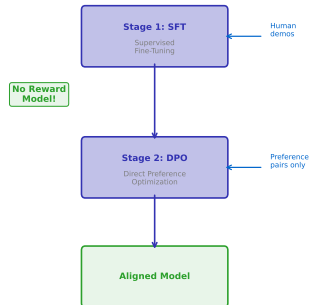 Stage 1: SFT
Supervised
Fine-Tuning
Human
demos
No Reward
Model!
Stage 2: DPO
Direct Preference
Optimization
Preference
pairs only
Aligned Model